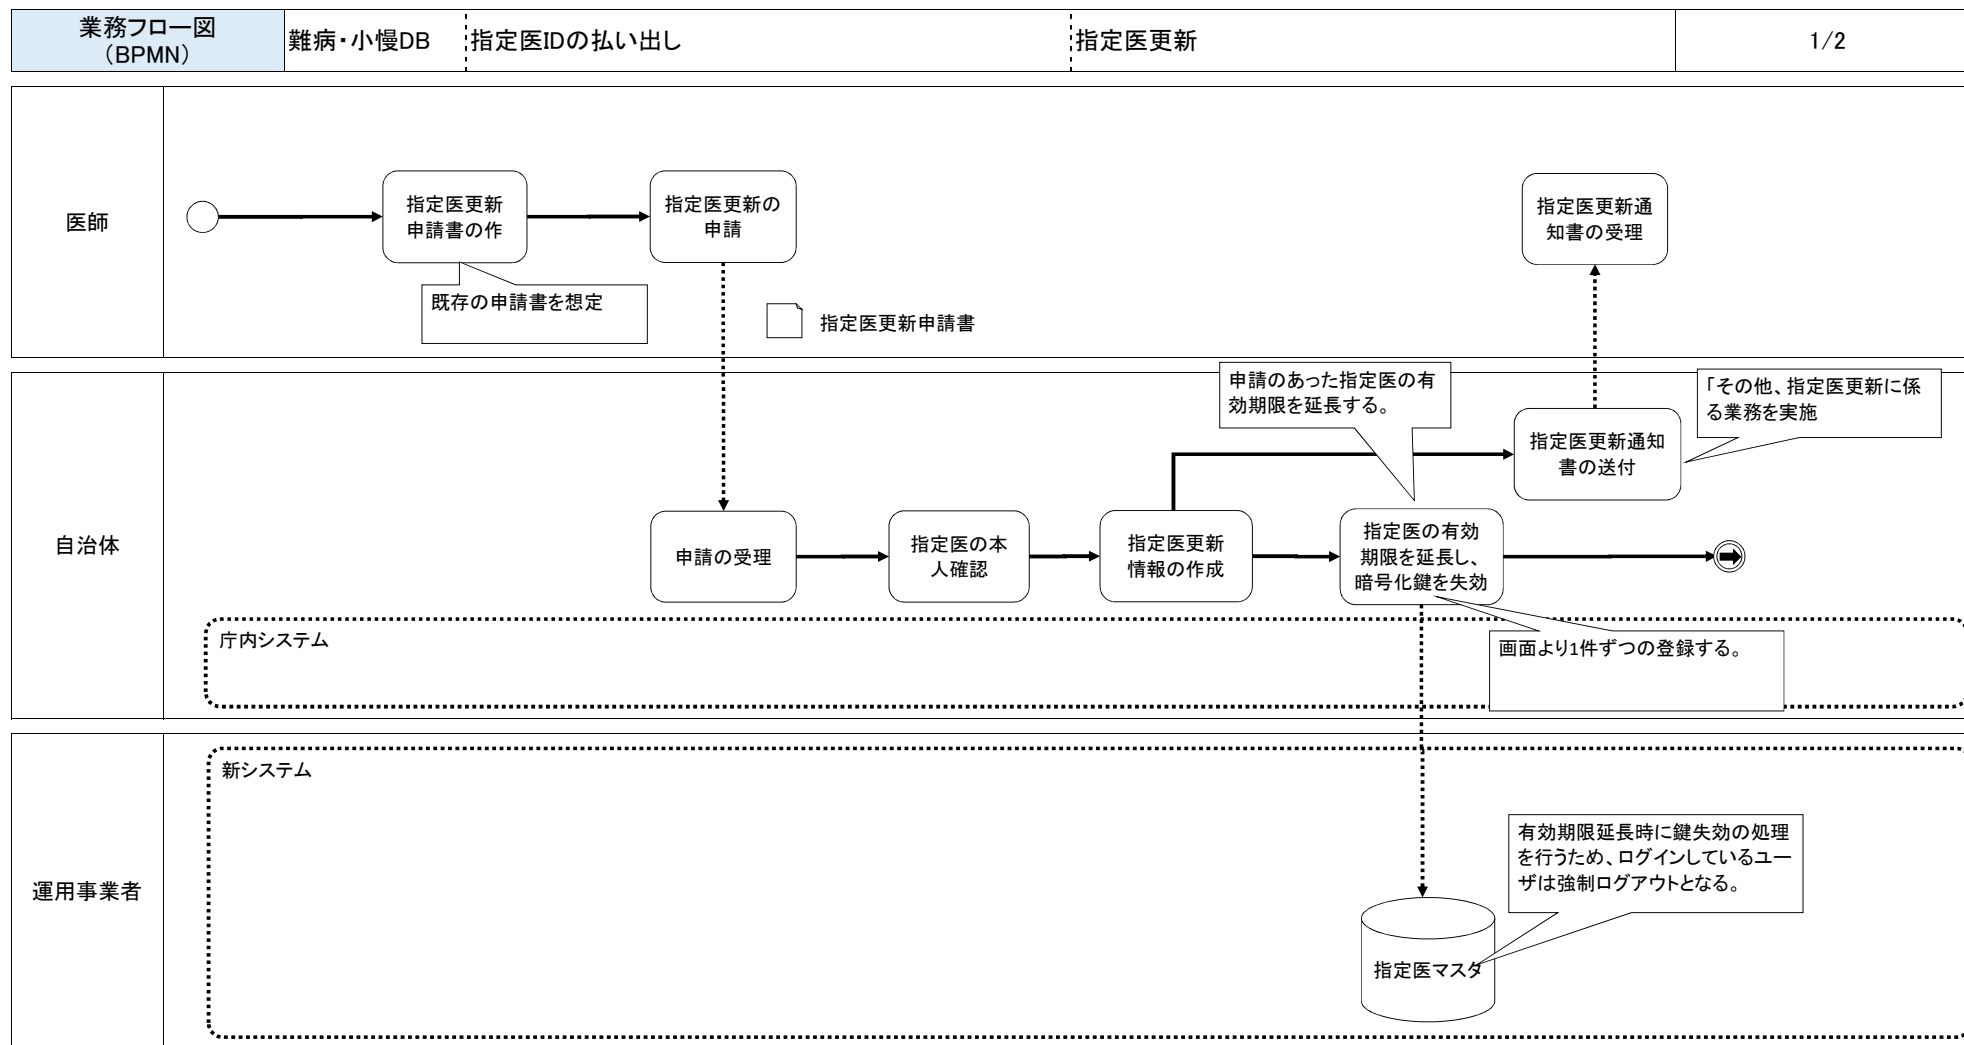 業務フロー図
（BPMN）
難病・小慢DB
指定医IDの払い出し
指定医更新
1/2
医師
指定医更新
申請書の作
指定医更新の
申請
指定医更新通
知書の受理
既存の申請書を想定
指定医更新申請書
自治体
申請のあった指定医の有
効期限を延長する。
「その他、指定医更新に係
る業務を実施
指定医更新通知
書の送付
申請の受理
指定医の本
人確認
指定医更新
情報の作成
指定医の有効
期限を延長し、
暗号化鍵を失効
庁内システム
画面より1件ずつの登録する。
運用事業者
新システム
有効期限延長時に鍵失効の処理
を行うため、ログインしているユー
ザは強制ログアウトとなる。
指定医マスタ